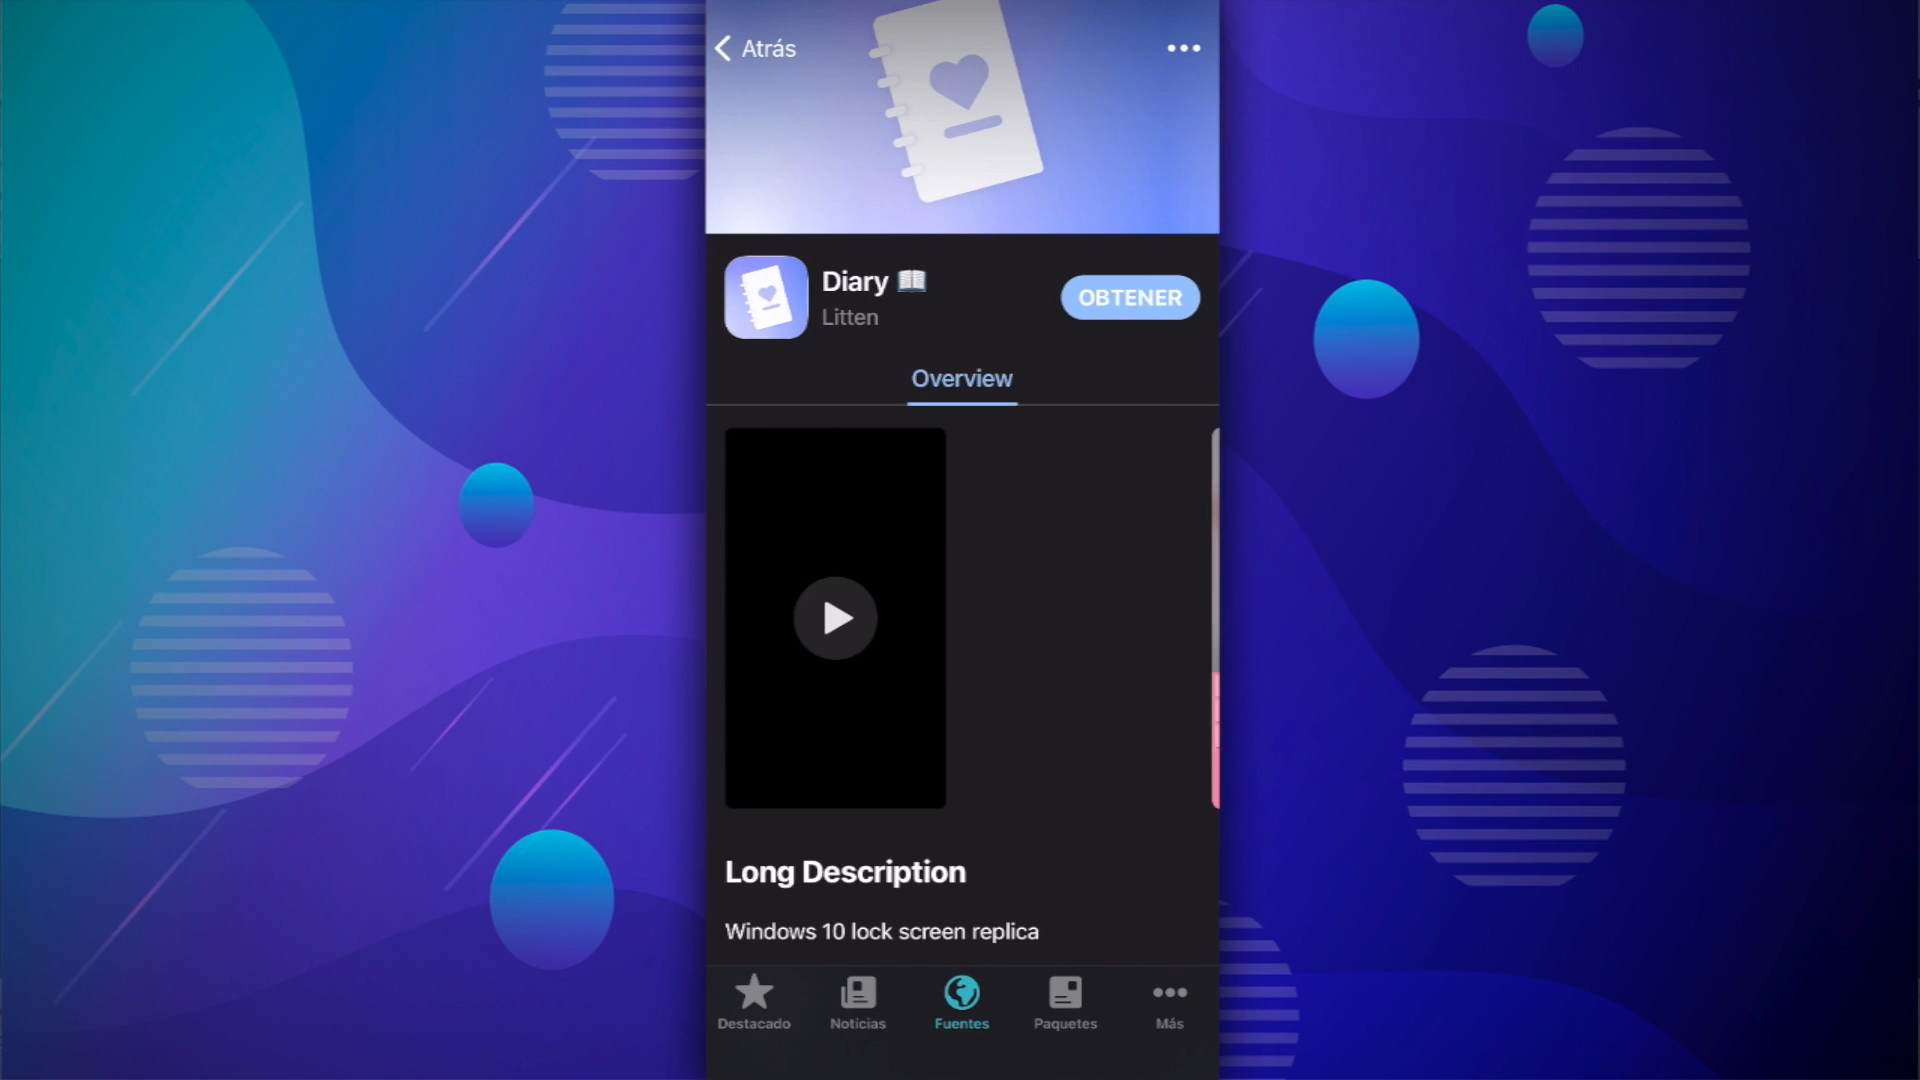 Atrás
Diary 📖
Litten
OBTENER
Overview
Long Description
Windows 10 lock screen replica
Destacado
Noticias
Fuentes
Paquetes
Más